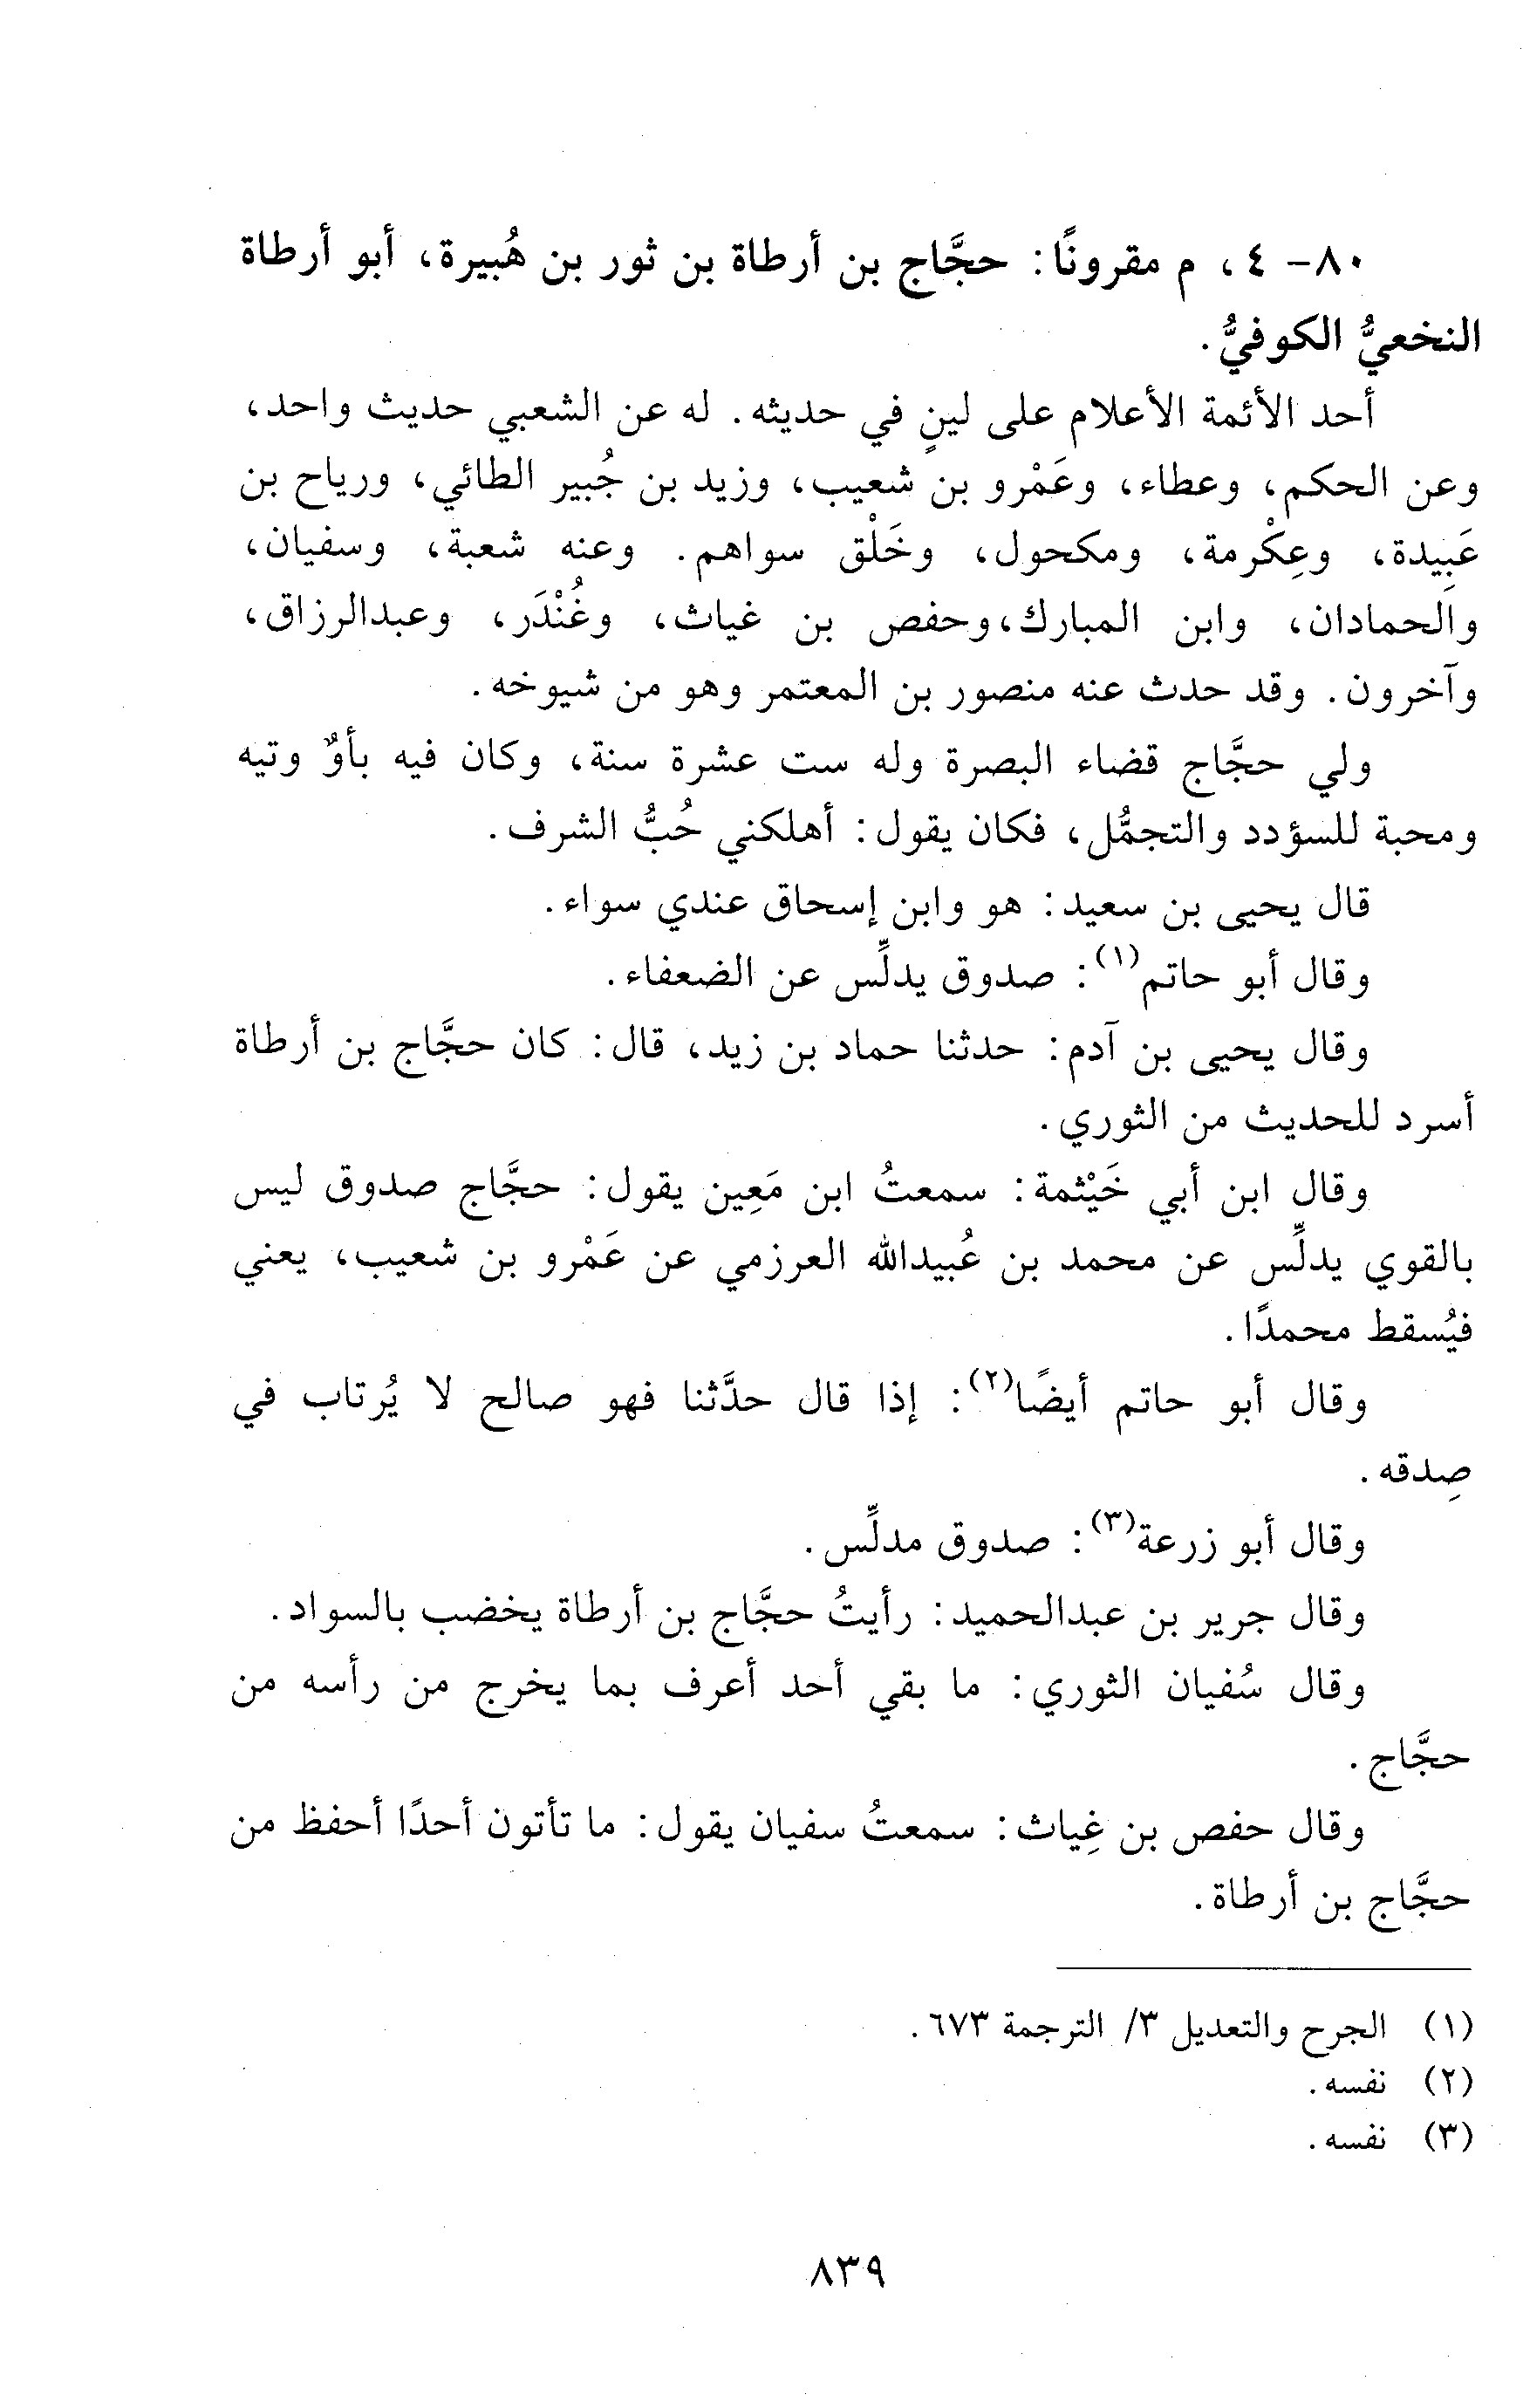 ٨٠- ٤، م مقرونًا: حجَّاج بن أرطاة بن ثور بن هُبيرة، أبو أرطاة
النخعيُّ الكوفيُّ.
أحد الأئمة الأعلام على لينٍ في حديثه. له عن الشعبي حديث واحد،
وعن الحكم، وعطاء، وعَمْرو بن شعيب، وزيد بن جُبير الطائي، ورياح بن
عَبِيدة، وعِكْرمة، ومكحول، وخَلْق سواهم. وعنه شعبة، وسفيان،
والحمادان، وابن المبارك،وحفص بن غياث، وغُنْدَر، وعبدالرزاق،
وآخرون. وقد حدث عنه منصور بن المعتمر وهو من شيوخه.
ولي حجَّاج قضاء البصرة وله ست عشرة سنة، وكان فيه بأوٌ وتيه
ومحبة للسؤدد والتجمُّل، فكان يقول: أهلكني حُبُّ الشرف.
قال يحيى بن سعيد: هو وابن إسحاق عندي سواء.
وقال أبو حاتم(١): صدوق يدلِّس عن الضعفاء.
وقال يحيى بن آدم: حدثنا حماد بن زيد، قال: كان حجَّاج بن أرطاة
أسرد للحديث من الثوري.
وقال ابن أبي خَيْثمة: سمعتُ ابن مَعِين يقول: حجَّاج صدوق ليس
بالقوي يدلِّس عن محمد بن عُبيدالله العرزمي عن عَمْرو بن شعيب، يعني
فيُسقط محمدًا.
وقال أبو حاتم أيضًا(٢): إذا قال حدَّثنا فهو صالح لا يُرتاب في
صِدقه.
وقال أبو زرعة(٣): صدوق مدلِّس.
وقال جرير بن عبدالحميد: رأيتُ حجَّاج بن أرطاة يخضب بالسواد.
وقال سُفيان الثوري: ما بقي أحد أعرف بما يخرج من رأسه من
حجَّاج.
وقال حفص بن غِياث: سمعتُ سفيان يقول: ما تأتون أحدًا أحفظ من
حجَّاج بن أرطاة.
(١) الجرح والتعديل ٣/ الترجمة ٦٧٣.
(٢) نفسه.
(٣) نفسه.
٨٣٩